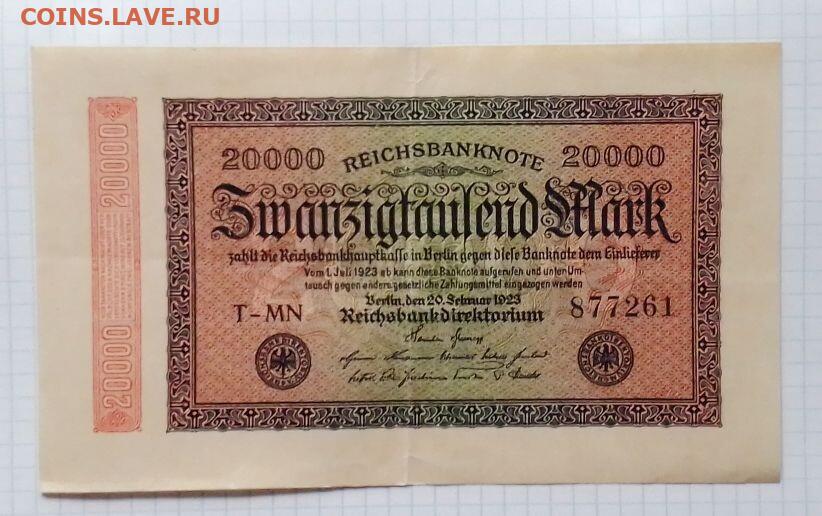 COINS.LAVE.RU
20000
20000
20000 REICHSBANKNOTE 20000
Zwanzigtausend Mark
zahlt die Reichsbankhauptkasse in Berlin gegen diese Banknote dem Einlieferer
Vom 1. Juli 1923 ab kann diese Banknote aufgerufen und unter Um-
tausch gegen andere gesetzliche Zahlungsmittel eingezogen werden
Berlin, den 20. Februar 1923
T-MN Reichsbankdirektorium 877261